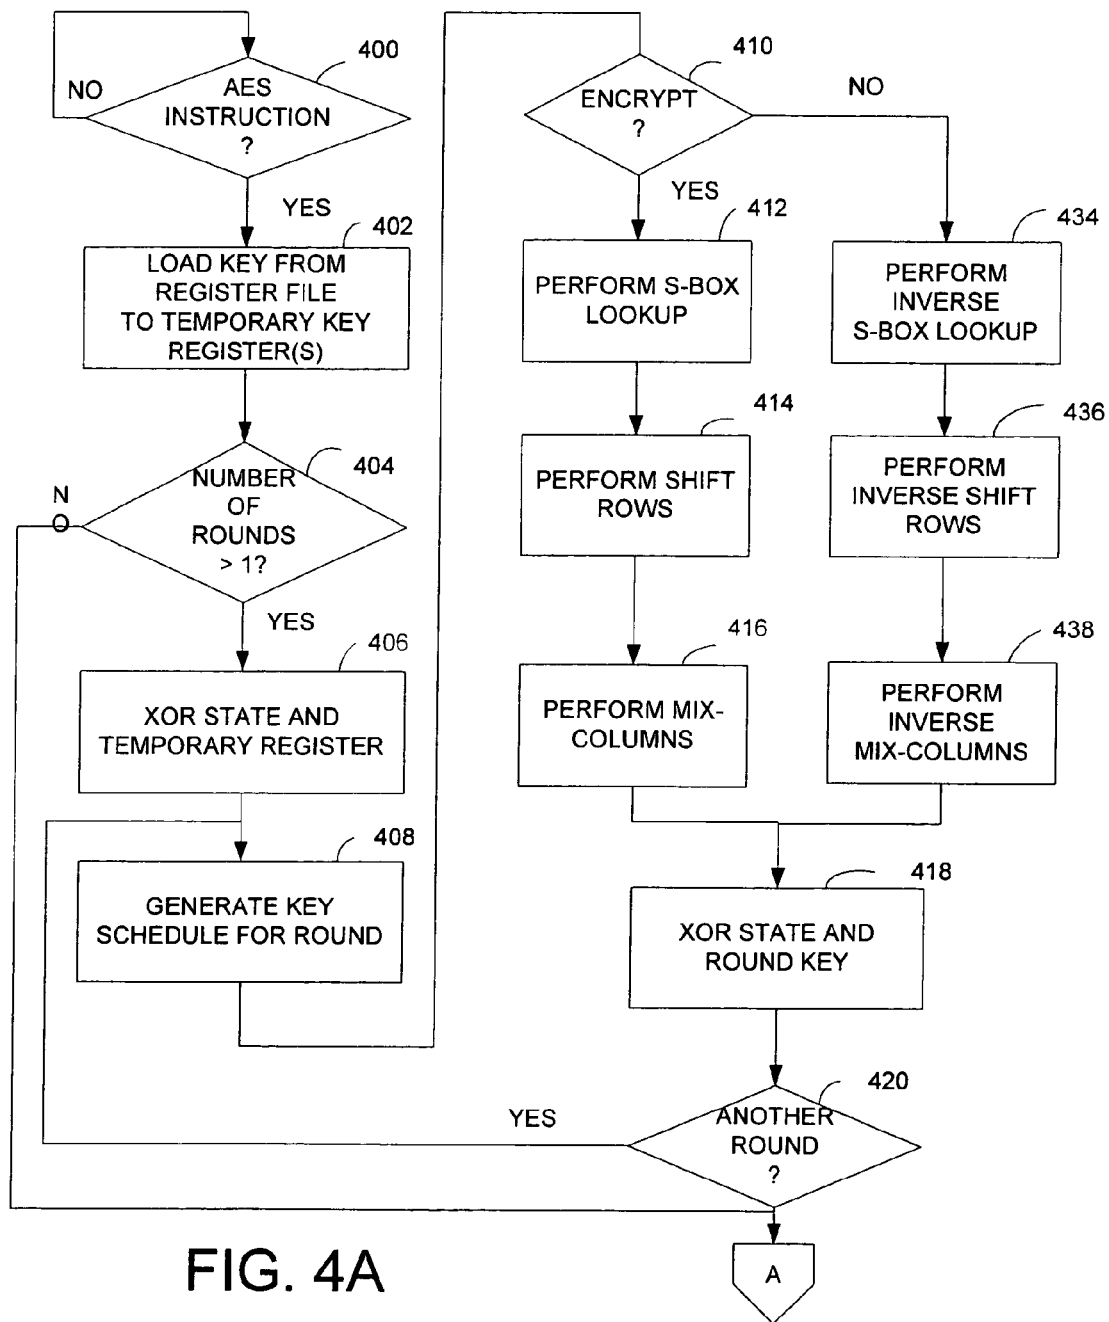 400
AES
INSTRUCTION
?
NO
YES
402
LOAD KEY FROM
REGISTER FILE
TO TEMPORARY KEY
REGISTER(S)
404
NUMBER
OF
ROUNDS
> 1?
N
O
YES
406
XOR STATE AND
TEMPORARY REGISTER
408
GENERATE KEY
SCHEDULE FOR ROUND
410
ENCRYPT
?
NO
YES
412
PERFORM S-BOX
LOOKUP
414
PERFORM SHIFT
ROWS
416
PERFORM MIX-
COLUMNS
434
PERFORM
INVERSE
S-BOX LOOKUP
436
PERFORM
INVERSE SHIFT
ROWS
438
PERFORM
INVERSE
MIX-COLUMNS
418
XOR STATE AND
ROUND KEY
420
ANOTHER
ROUND
?
YES
A
FIG. 4A